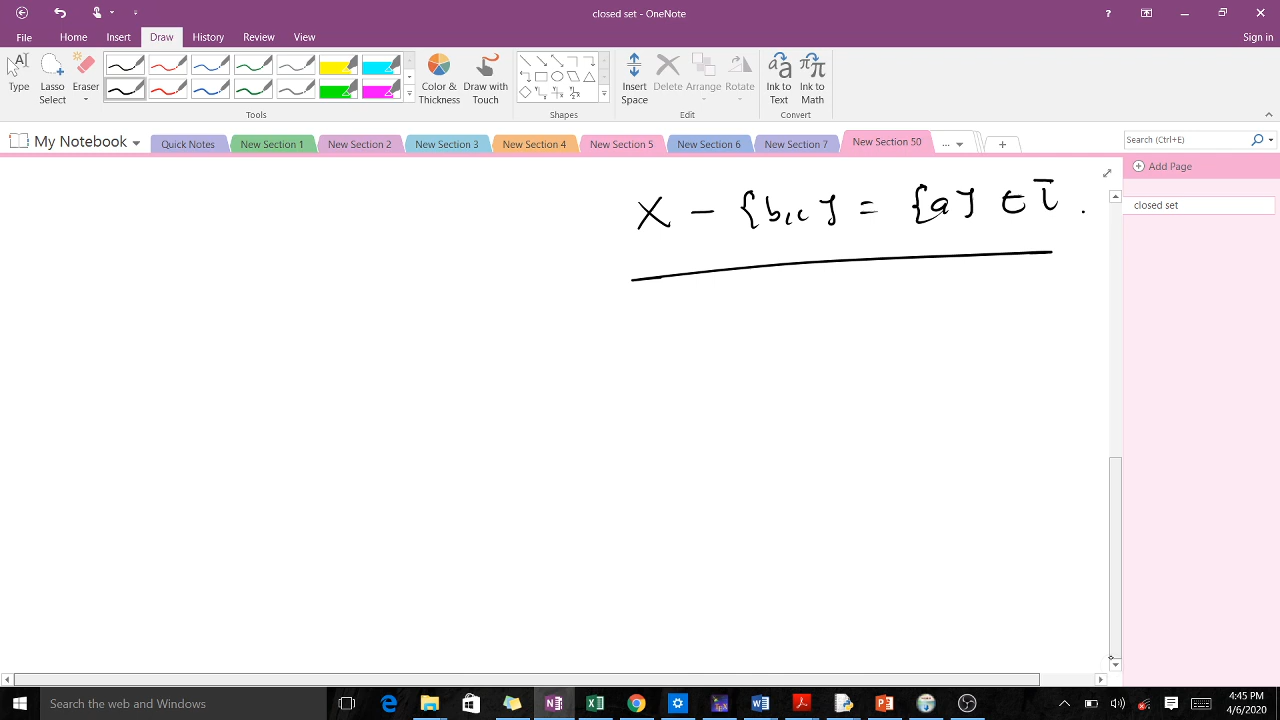 closed set - OneNote
File Home Insert Draw History Review View Sign in
Type Lasso Select Eraser Color & Thickness Draw with Touch Insert Space Delete Arrange Rotate Ink to Text Ink to Math
Tools Shapes Edit Convert
My Notebook Quick Notes New Section 1 New Section 2 New Section 3 New Section 4 New Section 5 New Section 6 New Section 7 New Section 50 ... Search (Ctrl+E)
Add Page
closed set
X - {b,c} = {a} ∈ τ.
Search the web and Windows
4:45 PM
4/6/2020